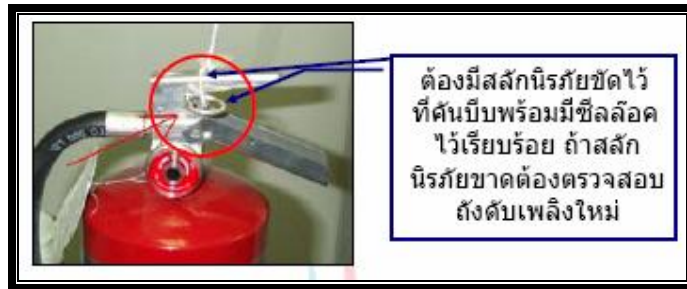 ต้องมีสลักนิรภัยขัดไว้
ที่คันบีบพร้อมมีซีลล๊อค
ไว้เรียบร้อย ถ้าสลัก
นิรภัยขาดต้องตรวจสอบ
ถังดับเพลิงใหม่